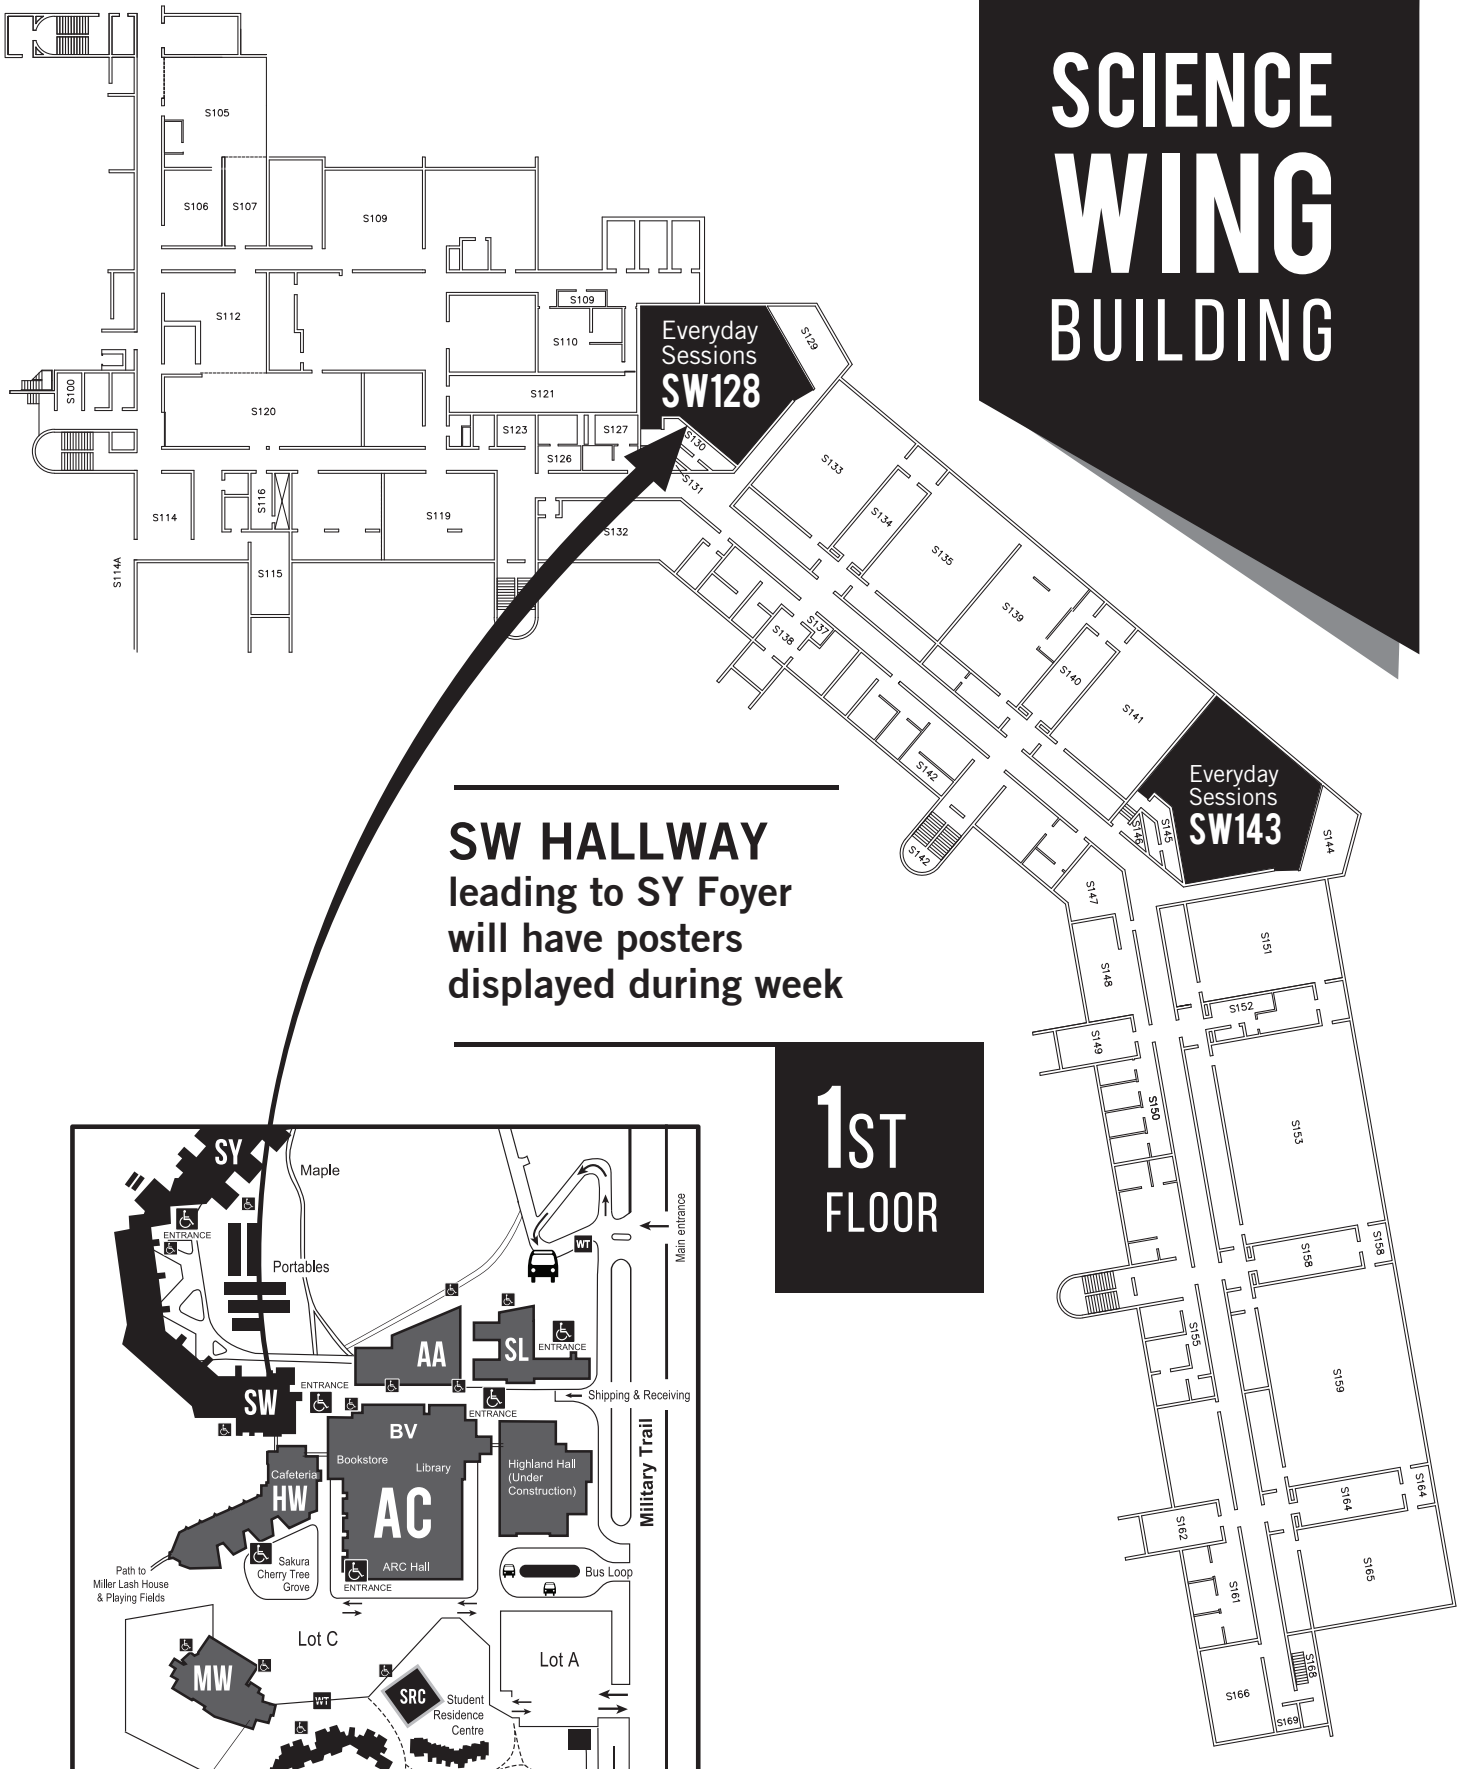 SCIENCE
WING
BUILDING
S105
S106
S107
S109
S112
S109
S110
S100
S120
S121
S123
S126
S127
Everyday
Sessions
SW128
S129
S130
S131
S114
S114A
S116
S115
S119
S132
S133
S134
S135
S137
S138
S139
S140
S141
S142
S142
Everyday
Sessions
SW143
S144
S145
S146
S147
S148
S149
S150
S151
S152
S153
S158
S158
S155
S159
S164
S164
S162
S161
S165
S166
S168
S169
SW HALLWAY
leading to SY Foyer
will have posters
displayed during week
1ST
FLOOR
SY
Maple
ENTRANCE
Portables
WT
Main entrance
AA
SL
ENTRANCE
SW
ENTRANCE
ENTRANCE
Shipping & Receiving
Military Trail
BV
Bookstore
Library
AC
ARC Hall
ENTRANCE
Highland Hall
(Under
Construction)
Cafeteria
HW
Sakura
Cherry Tree
Grove
Path to
Miller Lash House
& Playing Fields
Bus Loop
Lot C
Lot A
MW
WT
SRC
Student
Residence
Centre